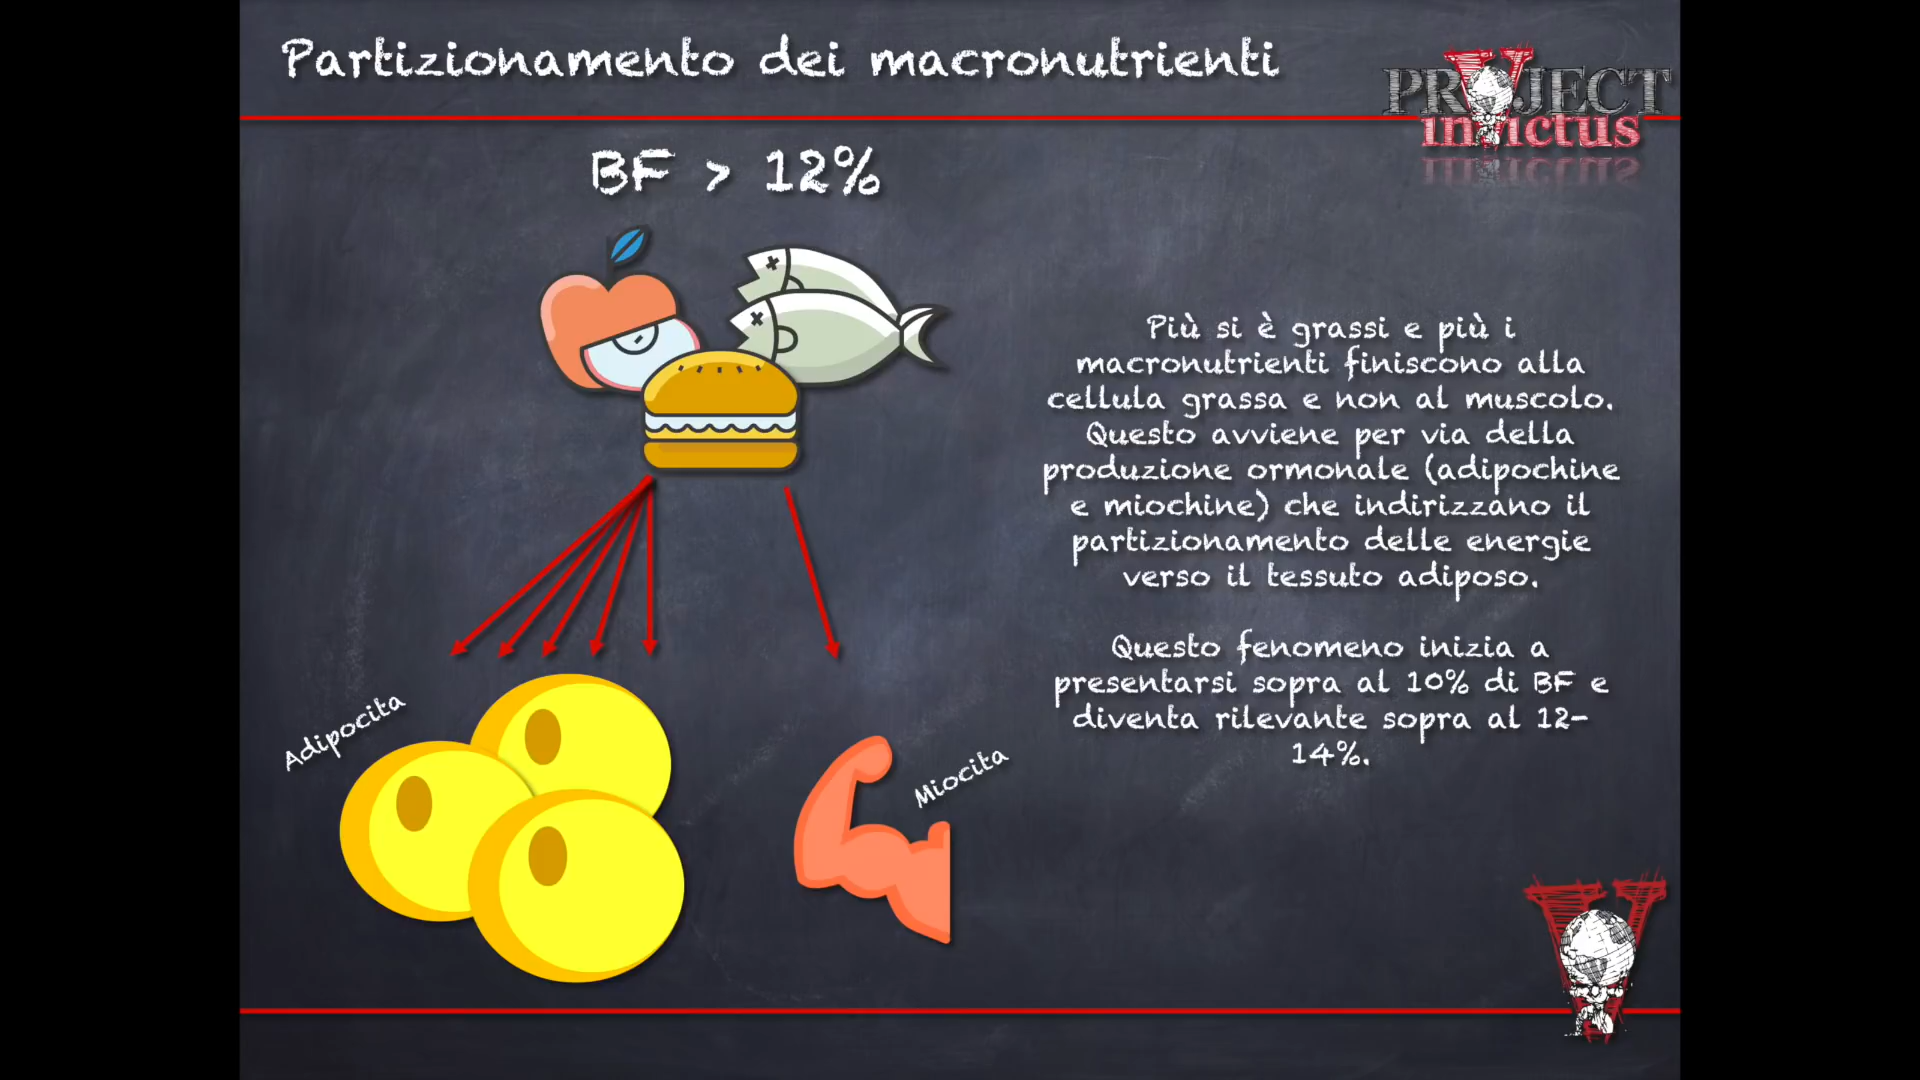 Partizionamento dei macronutrienti
PROJECT
invictus
BF > 12%
Più si è grassi e più i
macronutrienti finiscono alla
cellula grassa e non al muscolo.
Questo avviene per via della
produzione ormonale (adipochine
e miochine) che indirizzano il
partizionamento delle energie
verso il tessuto adiposo.
Questo fenomeno inizia a
presentarsi sopra al 10% di BF e
diventa rilevante sopra al 12-
14%.
Adipocita
Miocita